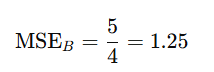 MSE_B = 5/4 = 1.25